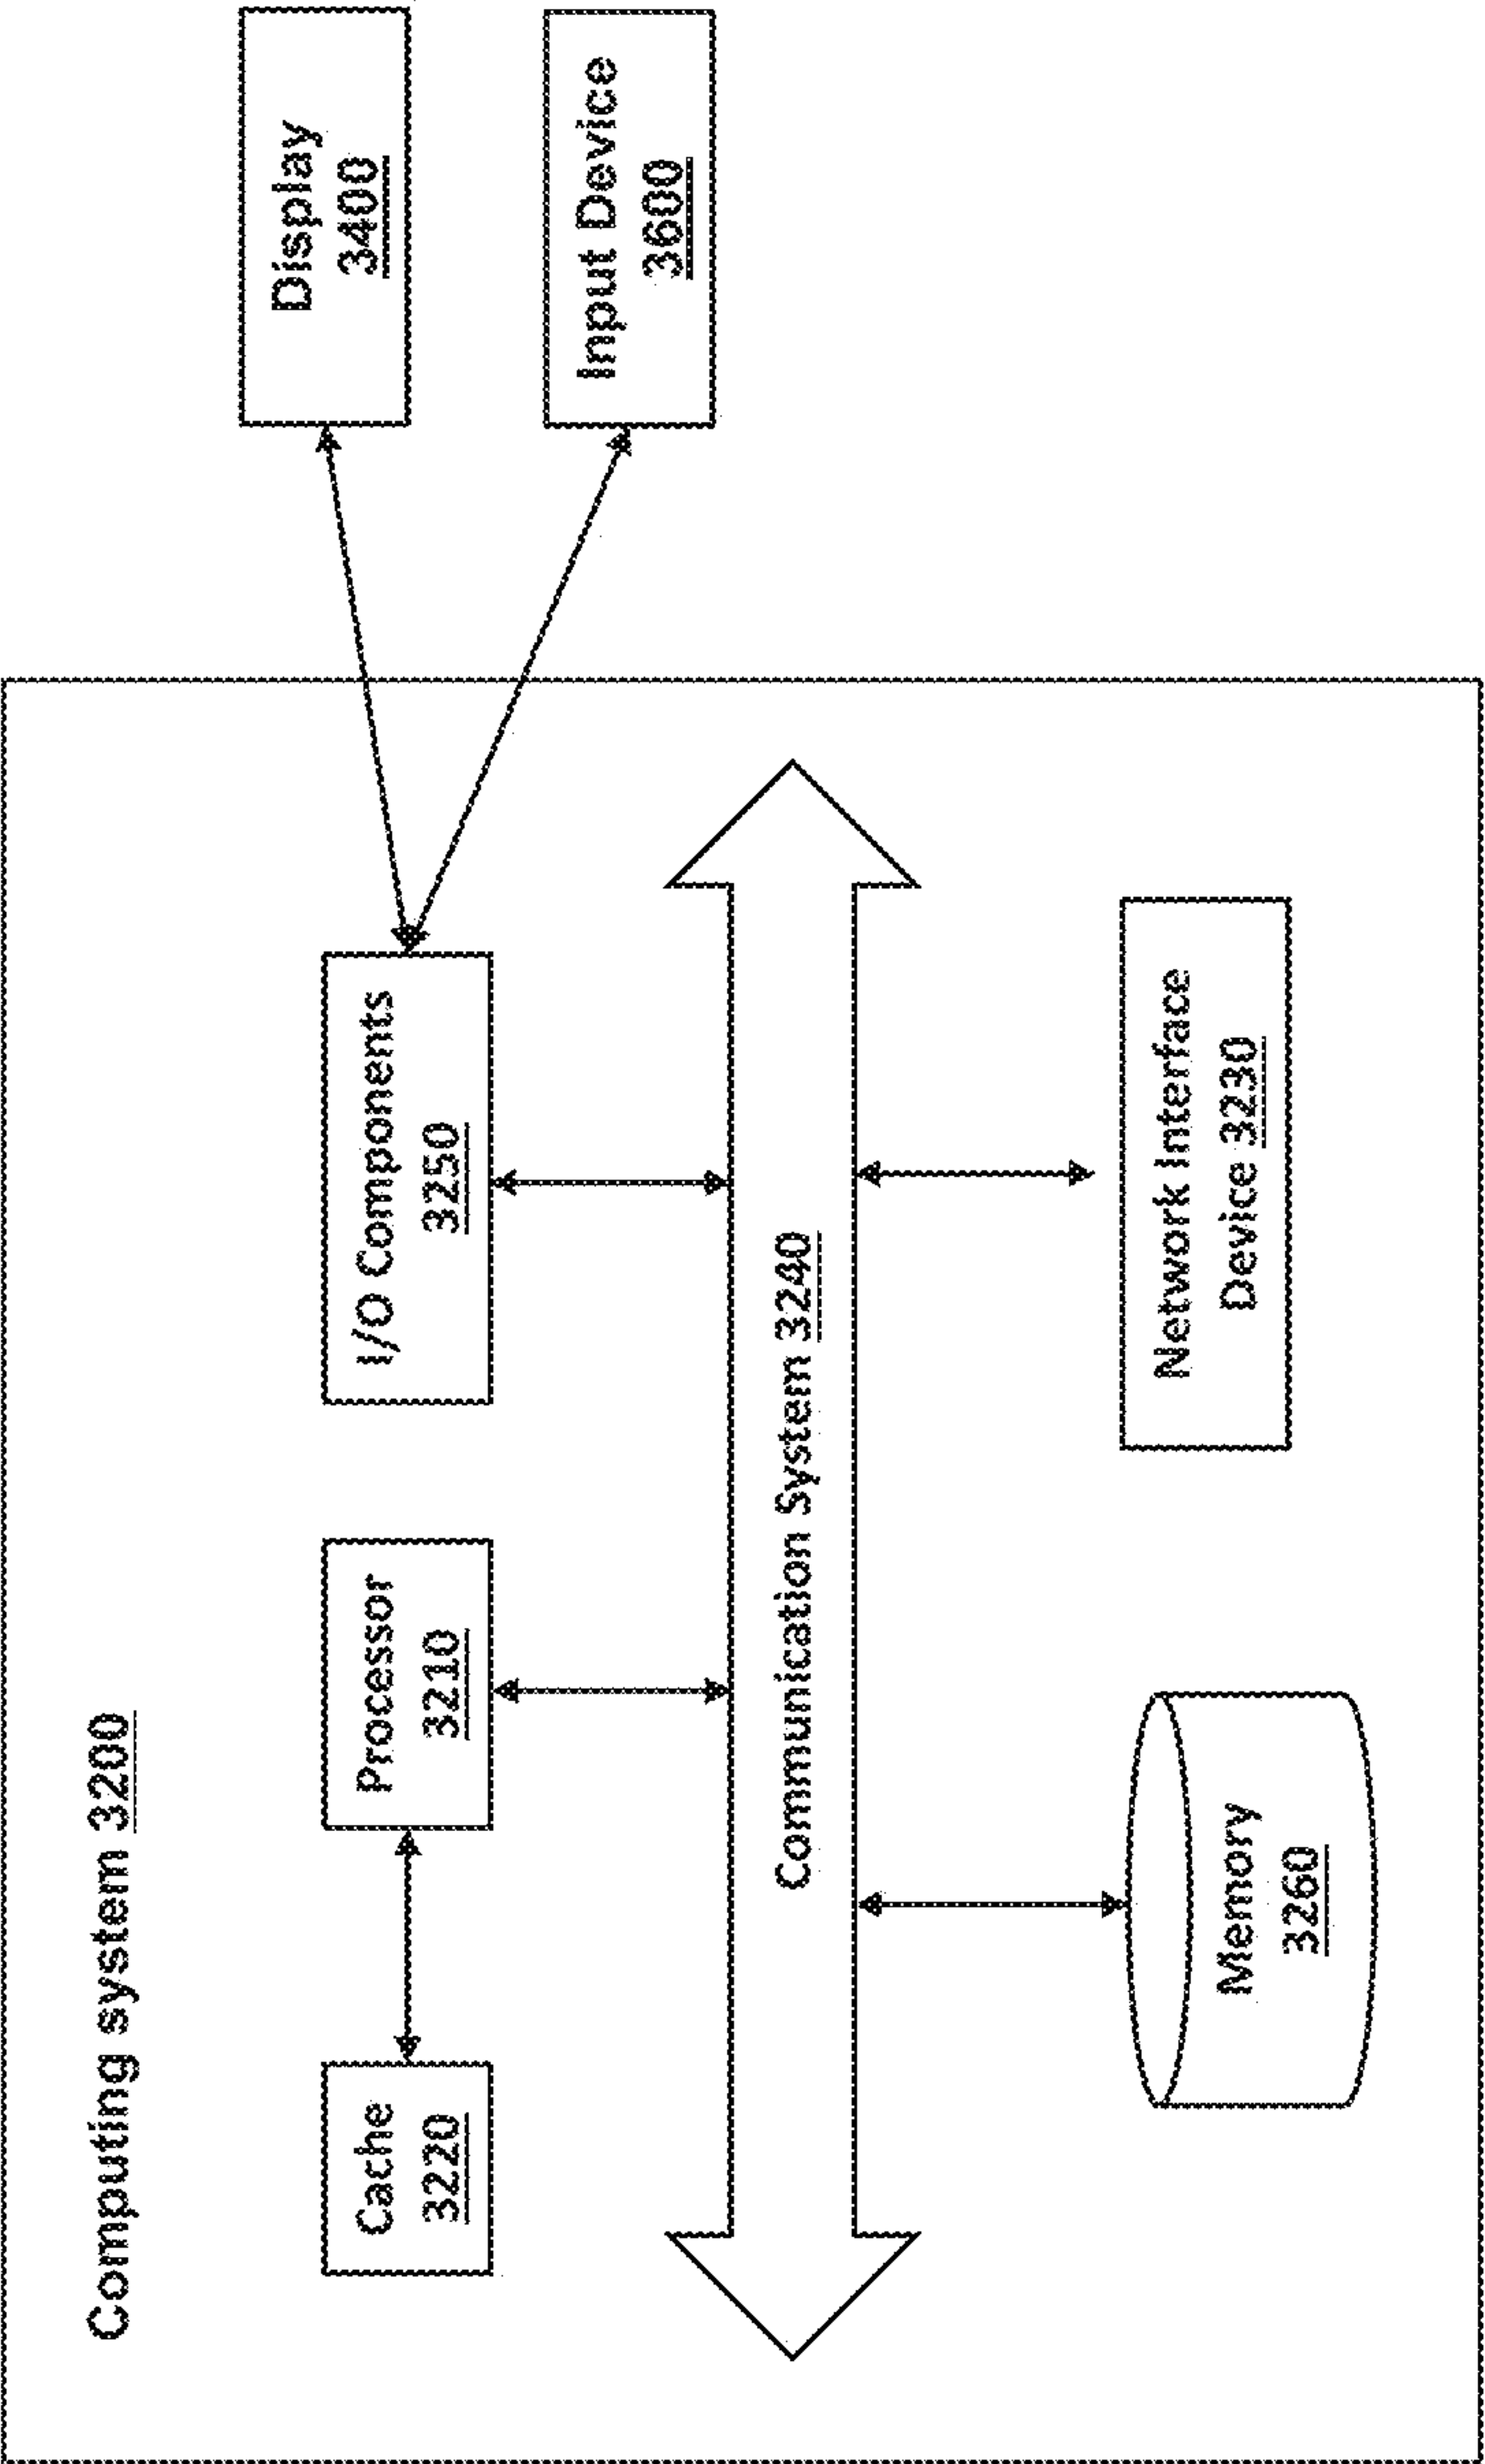 Computing system 3200
Cache
3220
Processor
3210
I/O Components
3250
Display
3400
Input Device
3600
Communication System 3240
Memory
3260
Network Interface
Device 3230